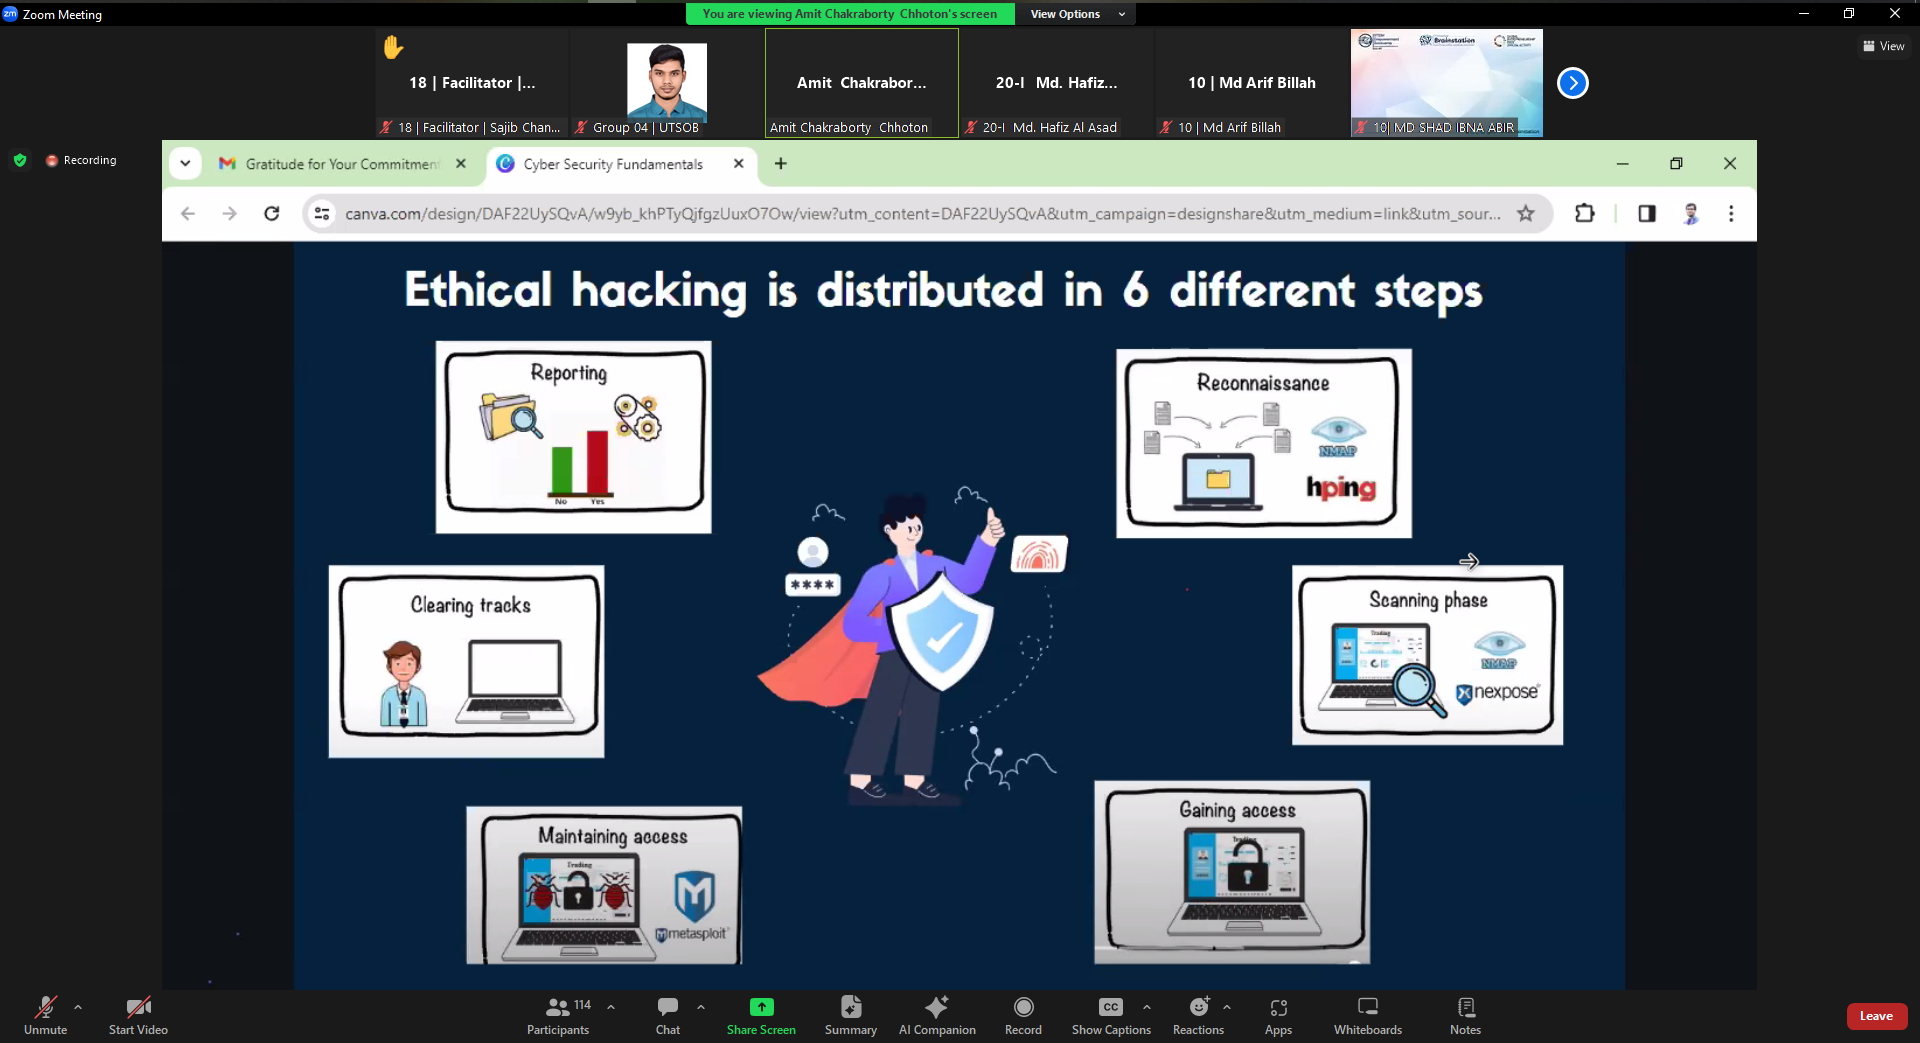 Zoom Meeting
You are viewing Amit Chakraborty Chhoton's screen
View Options
View
18 | Facilitator |...
18 | Facilitator | Sajib Chan...
Group 04 | UTSOB
Amit Chakrabor...
Amit Chakraborty Chhoton
20-I Md. Hafiz...
20-I Md. Hafiz Al Asad
10 | Md Arif Billah
10 | Md Arif Billah
Brainstation
10| MD SHAD IBNA ABIR
Recording
Gratitude for Your Commitment
Cyber Security Fundamentals
canva.com/design/DAF22UySQvA/w9yb_khPTyQjfgzUuxO7Ow/view?utm_content=DAF22UySQvA&utm_campaign=designshare&utm_medium=link&utm_sour...
Ethical hacking is distributed in 6 different steps
Reporting
No Yes
Reconnaissance
NMAP
hping
****
Clearing tracks
Scanning phase
Trading
NMAP
nexpose
Maintaining access
Trading
metasploit
Gaining access
Trading
Unmute
Start Video
114
Participants
Chat
Share Screen
Summary
AI Companion
Record
CC
Show Captions
Reactions
Apps
Whiteboards
Notes
Leave